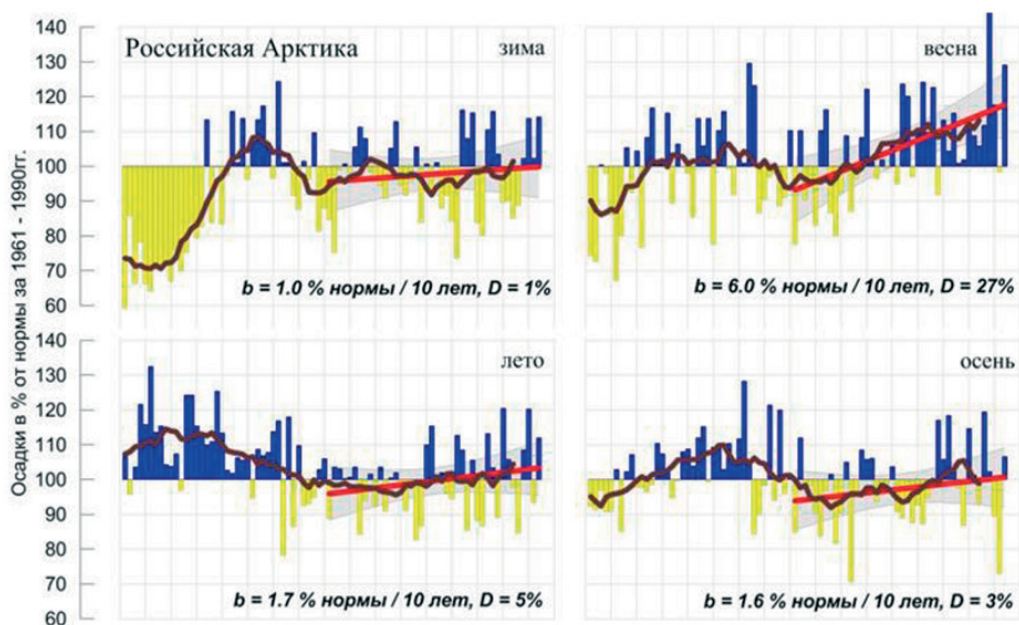 Осадки в % от нормы за 1961 - 1990гг.
140
130
120
110
100
90
80
70
60
Российская Арктика
зима
b = 1.0 % нормы / 10 лет, D = 1%
весна
b = 6.0 % нормы / 10 лет, D = 27%
140
130
120
110
100
90
80
70
60
лето
b = 1.7 % нормы / 10 лет, D = 5%
осень
b = 1.6 % нормы / 10 лет, D = 3%